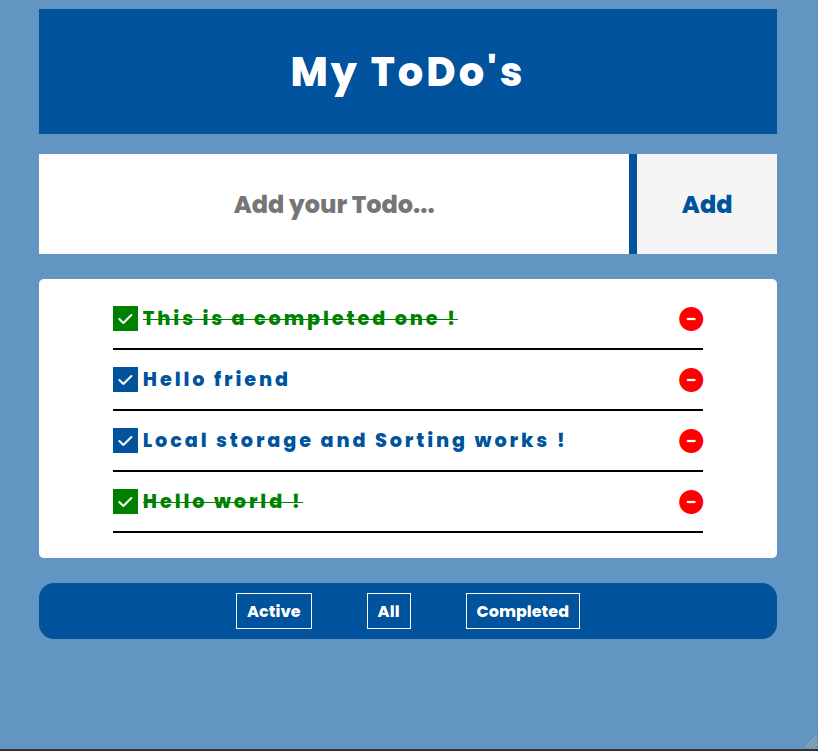 My ToDo's
Add your Todo...
Add
This is a completed one !
Hello friend
Local storage and Sorting works !
Hello world !
Active
All
Completed